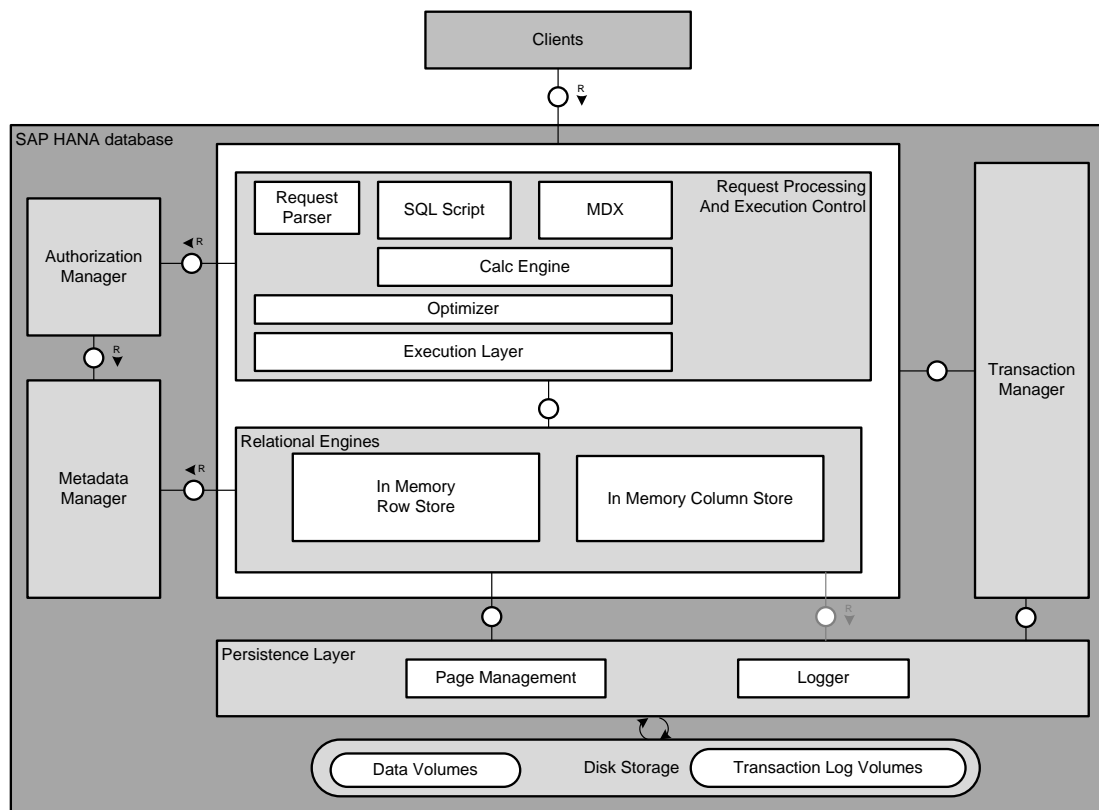 Clients
R
SAP HANA database
Request Processing
And Execution Control
Request
Parser
SQL Script
MDX
Calc Engine
Optimizer
Execution Layer
Authorization
Manager
R
R
Transaction
Manager
Relational Engines
In Memory
Row Store
In Memory Column Store
Metadata
Manager
R
R
Persistence Layer
Page Management
Logger
Data Volumes
Disk Storage
Transaction Log Volumes